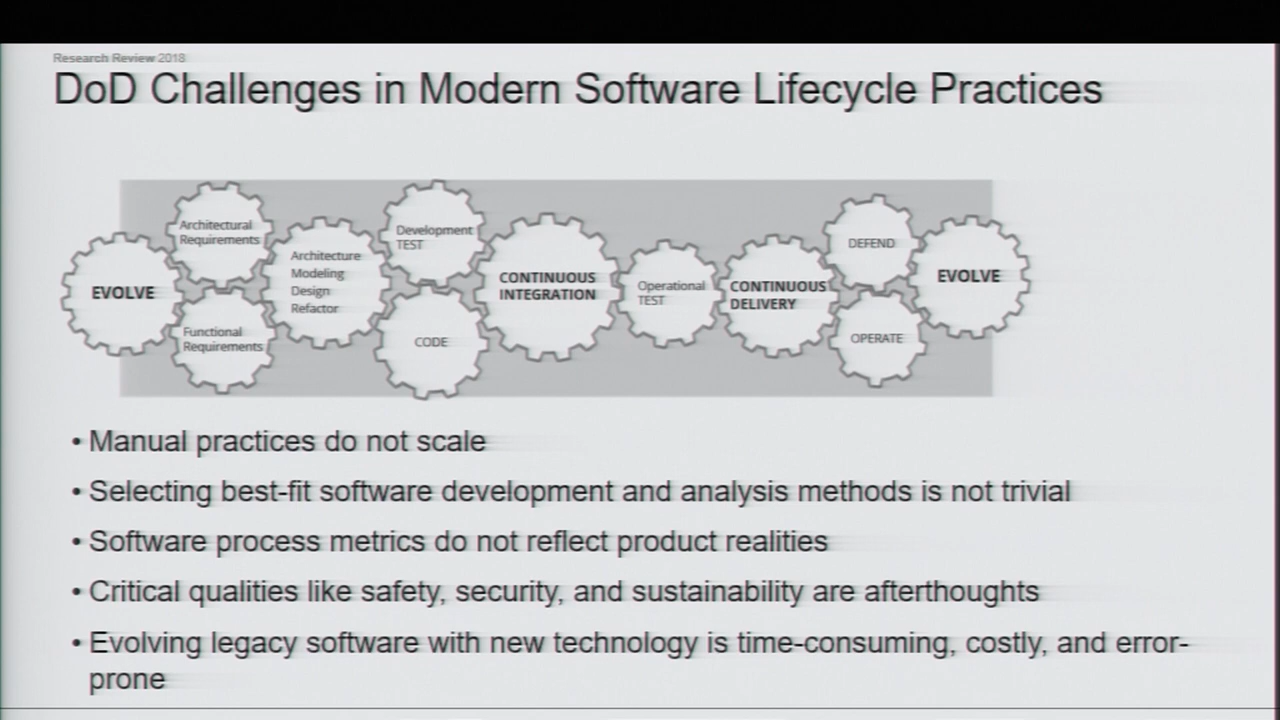 Research Review 2018
DoD Challenges in Modern Software Lifecycle Practices
EVOLVE
Architectural
Requirements
Functional
Requirements
Architecture
Modeling
Design
Refactor
Development
TEST
CODE
CONTINUOUS
INTEGRATION
Operational
TEST
CONTINUOUS
DELIVERY
DEFEND
OPERATE
EVOLVE
• Manual practices do not scale
• Selecting best-fit software development and analysis methods is not trivial
• Software process metrics do not reflect product realities
• Critical qualities like safety, security, and sustainability are afterthoughts
• Evolving legacy software with new technology is time-consuming, costly, and error-
prone